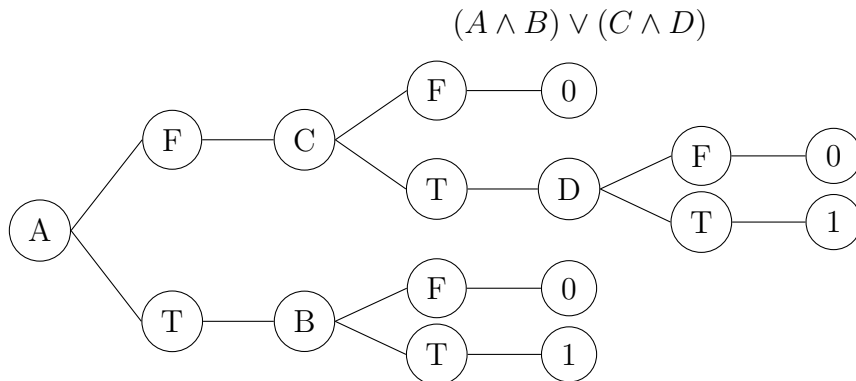 (A ∧ B) ∨ (C ∧ D)
F 0
F C
F 0
T D
T 1
A
F 0
T B
T 1